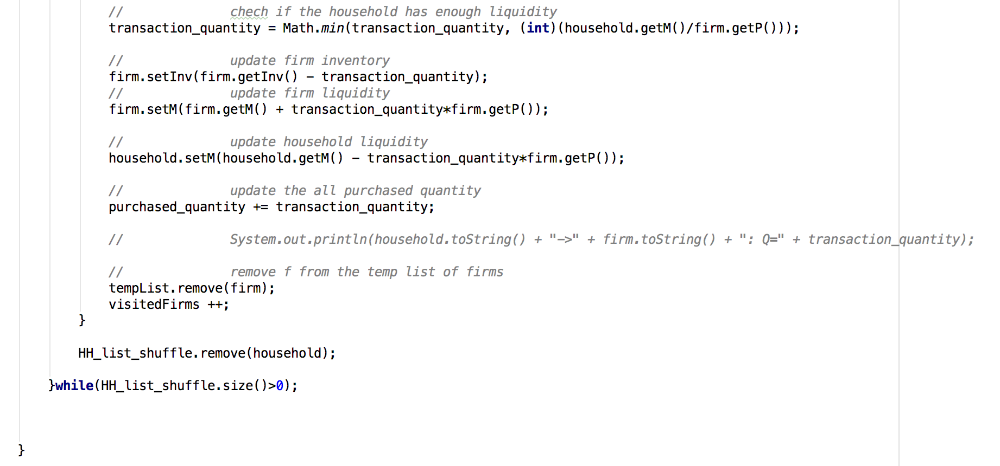 //              chech if the household has enough liquidity
transaction_quantity = Math.min(transaction_quantity, (int)(household.getM()/firm.getP()));
//              update firm inventory
firm.setInv(firm.getInv() - transaction_quantity);
//              update firm liquidity
firm.setM(firm.getM() + transaction_quantity*firm.getP());
//              update household liquidity
household.setM(household.getM() - transaction_quantity*firm.getP());
//              update the all purchased quantity
purchased_quantity += transaction_quantity;
//              System.out.println(household.toString() + "->" + firm.toString() + ": Q=" + transaction_quantity);
//              remove f from the temp list of firms
tempList.remove(firm);
visitedFirms ++;
}
HH_list_shuffle.remove(household);
}while(HH_list_shuffle.size()>0);
}